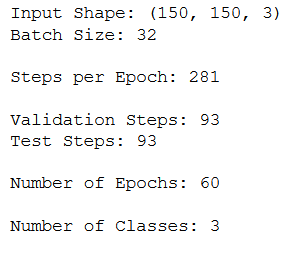 Input Shape: (150, 150, 3)
Batch Size: 32
Steps per Epoch: 281
Validation Steps: 93
Test Steps: 93
Number of Epochs: 60
Number of Classes: 3